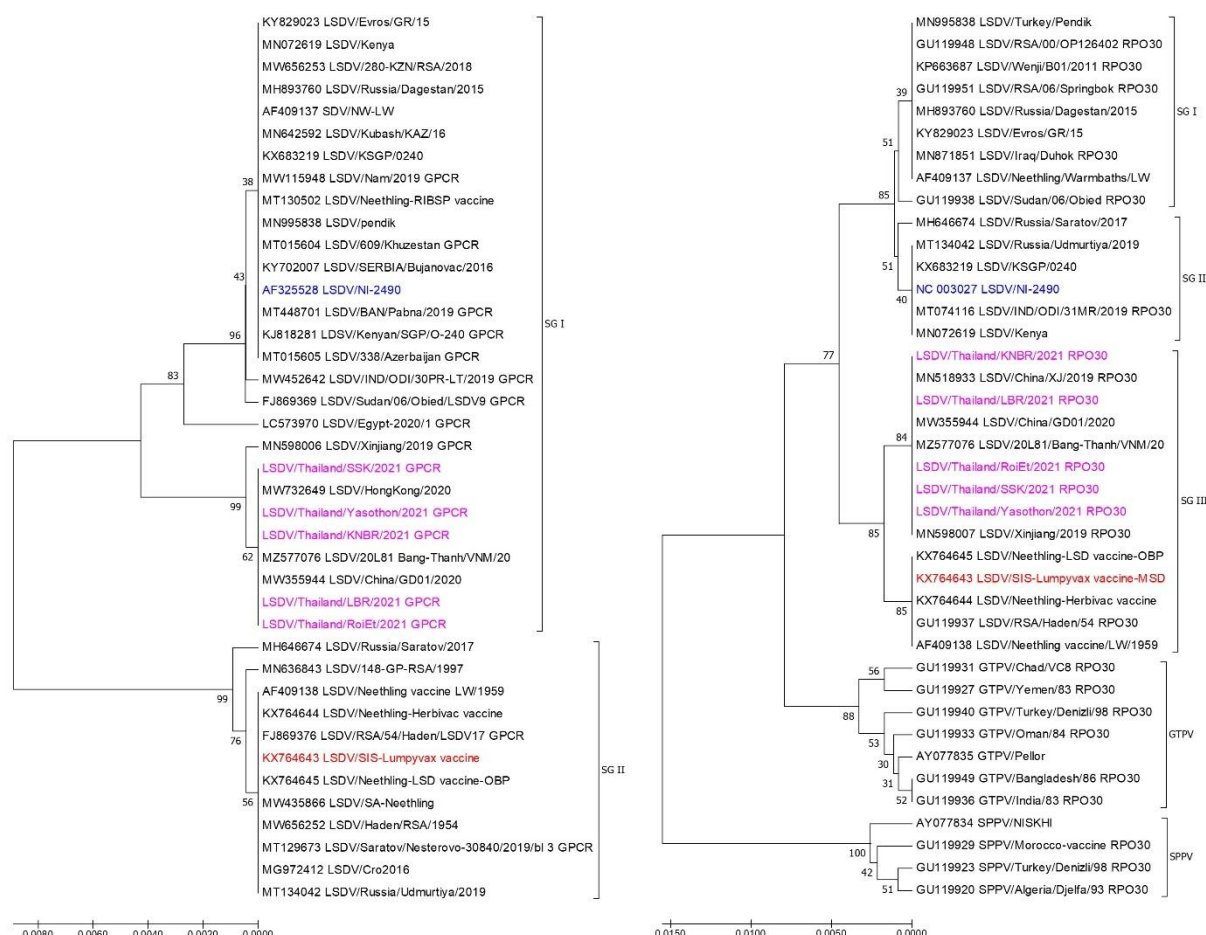 KY829023 LSDV/Evros/GR/15
MN072619 LSDV/Kenya
MW656253 LSDV/280-KZN/RSA/2018
MH893760 LSDV/Russia/Dagestan/2015
AF409137 SDV/NW-LW
MN642592 LSDV/Kubash/KAZ/16
KX683219 LSDV/KSGP/0240
38
MW115948 LSDV/Nam/2019 GPCR
MT130502 LSDV/Neethling-RIBSP vaccine
MN995838 LSDV/pendik
MT015604 LSDV/609/Khuzestan GPCR
KY702007 LSDV/SERBIA/Bujanovac/2016
43
AF325528 LSDV/NI-2490
MT448701 LSDV/BAN/Pabna/2019 GPCR
SG I
KJ818281 LDSV/Kenyan/SGP/O-240 GPCR
96
MT015605 LSDV/338/Azerbaijan GPCR
83
MW452642 LSDV/IND/ODI/30PR-LT/2019 GPCR
FJ869369 LSDV/Sudan/06/Obied/LSDV9 GPCR
LC573970 LSDV/Egypt-2020/1 GPCR
MN598006 LSDV/Xinjiang/2019 GPCR
LSDV/Thailand/SSK/2021 GPCR
MW732649 LSDV/HongKong/2020
99
LSDV/Thailand/Yasothon/2021 GPCR
LSDV/Thailand/KNBR/2021 GPCR
62
MZ577076 LSDV/20L81 Bang-Thanh/VNM/20
MW355944 LSDV/China/GD01/2020
LSDV/Thailand/LBR/2021 GPCR
LSDV/Thailand/RoiEt/2021 GPCR
MH646674 LSDV/Russia/Saratov/2017
MN636843 LSDV/148-GP-RSA/1997
99
AF409138 LSDV/Neethling vaccine LW/1959
KX764644 LSDV/Neethling-Herbivac vaccine
FJ869376 LSDV/RSA/54/Haden/LSDV17 GPCR
76
KX764643 LSDV/SIS-Lumpyvax vaccine
SG II
KX764645 LSDV/Neethling-LSD vaccine-OBP
56
MW435866 LSDV/SA-Neethling
MW656252 LSDV/Haden/RSA/1954
MT129673 LSDV/Saratov/Nesterovo-30840/2019/bl 3 GPCR
MG972412 LSDV/Cro2016
MT134042 LSDV/Russia/Udmurtiya/2019
0.0080 0.0060 0.0040 0.0020 0.0000
MN995838 LSDV/Turkey/Pendik
GU119948 LSDV/RSA/00/OP126402 RPO30
KP663687 LSDV/Wenji/B01/2011 RPO30
39
GU119951 LSDV/RSA/06/Springbok RPO30
SG I
MH893760 LSDV/Russia/Dagestan/2015
51
KY829023 LSDV/Evros/GR/15
MN871851 LSDV/Iraq/Duhok RPO30
AF409137 LSDV/Neethling/Warmbaths/LW
85
GU119938 LSDV/Sudan/06/Obied RPO30
MH646674 LSDV/Russia/Saratov/2017
MT134042 LSDV/Russia/Udmurtiya/2019
51
KX683219 LSDV/KSGP/0240
SG II
NC 003027 LSDV/NI-2490
40
MT074116 LSDV/IND/ODI/31MR/2019 RPO30
MN072619 LSDV/Kenya
77
LSDV/Thailand/KNBR/2021 RPO30
MN518933 LSDV/China/XJ/2019 RPO30
LSDV/Thailand/LBR/2021 RPO30
MW355944 LSDV/China/GD01/2020
84
MZ577076 LSDV/20L81/Bang-Thanh/VNM/20
LSDV/Thailand/RoiEt/2021 RPO30
LSDV/Thailand/SSK/2021 RPO30
SG III
LSDV/Thailand/Yasothon/2021 RPO30
85
MN598007 LSDV/Xinjiang/2019 RPO30
KX764645 LSDV/Neethling-LSD vaccine-OBP
KX764643 LSDV/SIS-Lumpyvax vaccine-MSD
85
KX764644 LSDV/Neethling-Herbivac vaccine
GU119937 LSDV/RSA/Haden/54 RPO30
AF409138 LSDV/Neethling vaccine/LW/1959
56
GU119931 GTPV/Chad/VC8 RPO30
GU119927 GTPV/Yemen/83 RPO30
88
GU119940 GTPV/Turkey/Denizli/98 RPO30
53
GU119933 GTPV/Oman/84 RPO30
GTPV
30
AY077835 GTPV/Pellor
31
GU119949 GTPV/Bangladesh/86 RPO30
52
GU119936 GTPV/India/83 RPO30
AY077834 SPPV/NISKHI
100
GU119929 SPPV/Morocco-vaccine RPO30
SPPV
42
GU119923 SPPV/Turkey/Denizli/98 RPO30
51
GU119920 SPPV/Algeria/Djelfa/93 RPO30
0.0150 0.0100 0.0050 0.0000